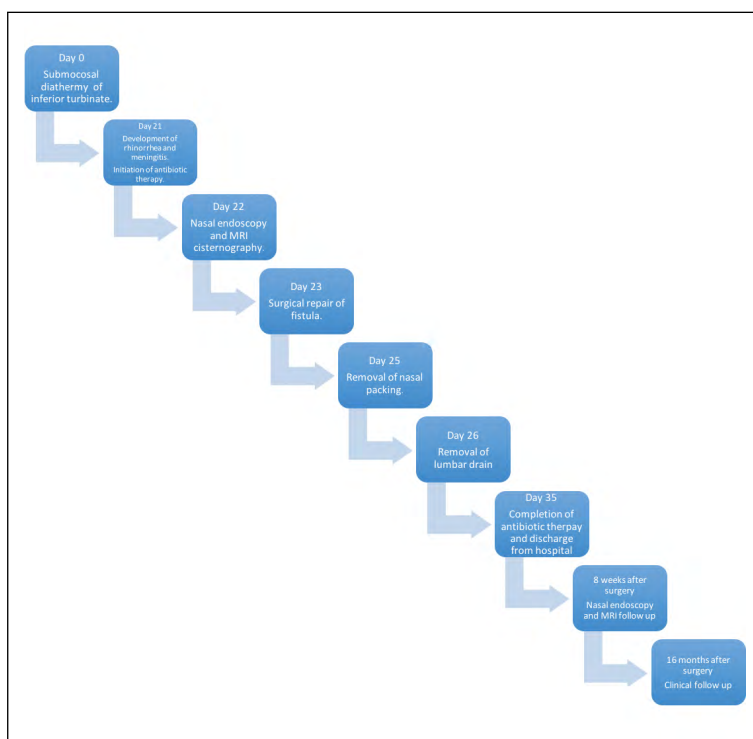 Day 0
Submocosal
diathermy of
inferior turbinate.
Day 21
Development of
rhinorrhea and
meningitis.
Initiation of antibiotic
therapy.
Day 22
Nasal endoscopy
and MRI
cisternography.
Day 23
Surgical repair of
fistula.
Day 25
Removal of nasal
packing.
Day 26
Removal of
lumbar drain
Day 35
Completion of
antibiotic therpay
and discharge
from hospital
8 weeks after
surgery
Nasal endoscopy
and MRI follow up
16 months after
surgery
Clinical follow up